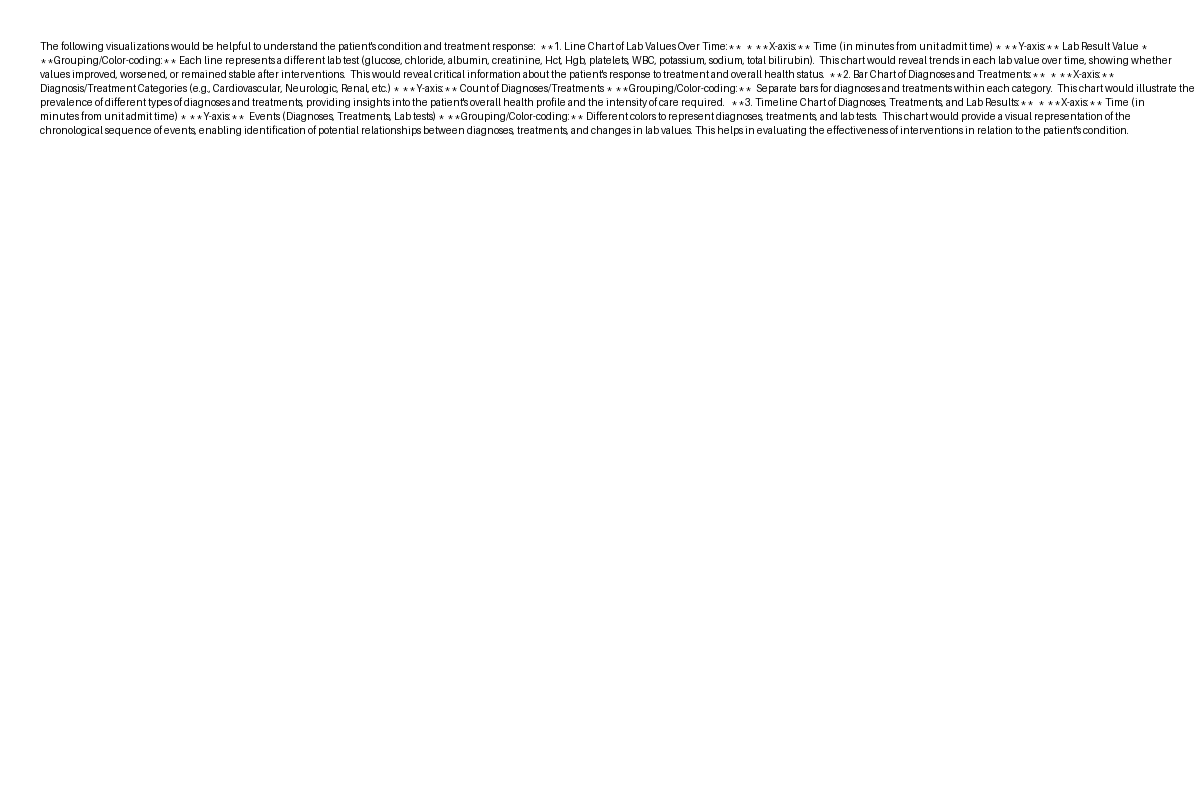 The following visualizations would be helpful to understand the patient's condition and treatment response:  **1. Line Chart of Lab Values Over Time:**  * **X-axis:** Time (in minutes from unit admit time) * **Y-axis:** Lab Result Value *
**Grouping/Color-coding:** Each line represents a different lab test (glucose, chloride, albumin, creatinine, Hct, Hgb, platelets, WBC, potassium, sodium, total bilirubin).  This chart would reveal trends in each lab value over time, showing whether
values improved, worsened, or remained stable after interventions.  This would reveal critical information about the patient's response to treatment and overall health status.  **2. Bar Chart of Diagnoses and Treatments:**  * **X-axis:**
Diagnosis/Treatment Categories (e.g., Cardiovascular, Neurologic, Renal, etc.) * **Y-axis:** Count of Diagnoses/Treatments * **Grouping/Color-coding:**  Separate bars for diagnoses and treatments within each category.  This chart would illustrate the
prevalence of different types of diagnoses and treatments, providing insights into the patient's overall health profile and the intensity of care required.  **3. Timeline Chart of Diagnoses, Treatments, and Lab Results:**  * **X-axis:** Time (in
minutes from unit admit time) * **Y-axis:**  Events (Diagnoses, Treatments, Lab tests) * **Grouping/Color-coding:** Different colors to represent diagnoses, treatments, and lab tests.  This chart would provide a visual representation of the
chronological sequence of events, enabling identification of potential relationships between diagnoses, treatments, and changes in lab values. This helps in evaluating the effectiveness of interventions in relation to the patient's condition.